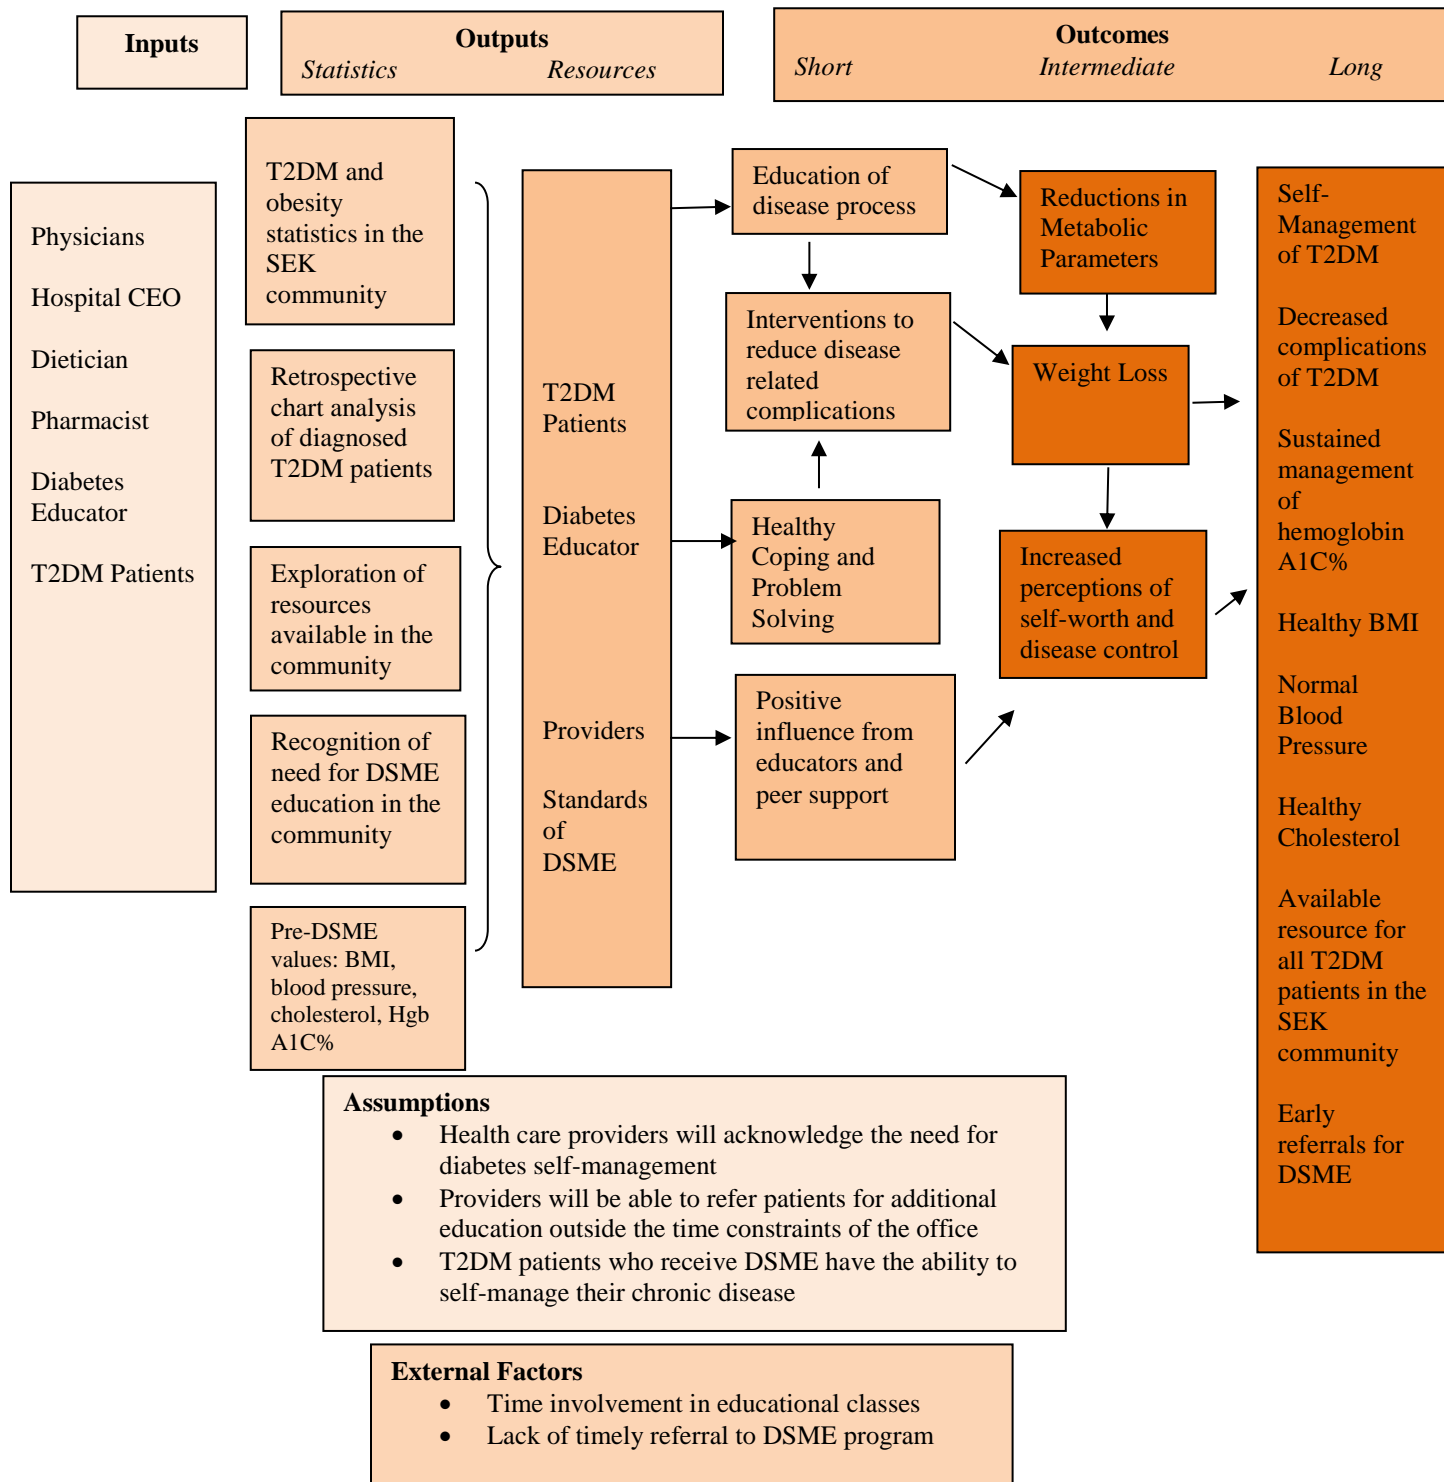 Inputs
Outputs
Statistics
Resources
Outcomes
Short
Intermediate
Long
Physicians
Hospital CEO
Dietician
Pharmacist
Diabetes
Educator
T2DM Patients
T2DM and
obesity
statistics in the
SEK
community
Retrospective
chart analysis
of diagnosed
T2DM patients
Exploration of
resources
available in the
community
Recognition of
need for DSME
education in the
community
Pre-DSME
values: BMI,
blood pressure,
cholesterol, Hgb
A1C%
T2DM
Patients
Diabetes
Educator
Providers
Standards
of
DSME
Education of
disease process
Interventions to
reduce disease
related
complications
Healthy
Coping and
Problem
Solving
Positive
influence from
educators and
peer support
Reductions in
Metabolic
Parameters
Weight Loss
Increased
perceptions of
self-worth and
disease control
Self-
Management
of T2DM
Decreased
complications
of T2DM
Sustained
management
of
hemoglobin
A1C%
Healthy BMI
Normal
Blood
Pressure
Healthy
Cholesterol
Available
resource for
all T2DM
patients in the
SEK
community
Early
referrals for
DSME
Assumptions
• Health care providers will acknowledge the need for
diabetes self-management
• Providers will be able to refer patients for additional
education outside the time constraints of the office
• T2DM patients who receive DSME have the ability to
self-manage their chronic disease
External Factors
• Time involvement in educational classes
• Lack of timely referral to DSME program